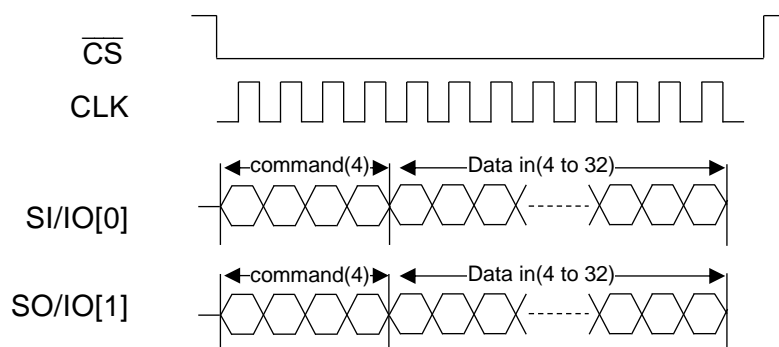 CS
CLK
command(4) Data in(4 to 32)
SI/IO[0]
command(4) Data in(4 to 32)
SO/IO[1]